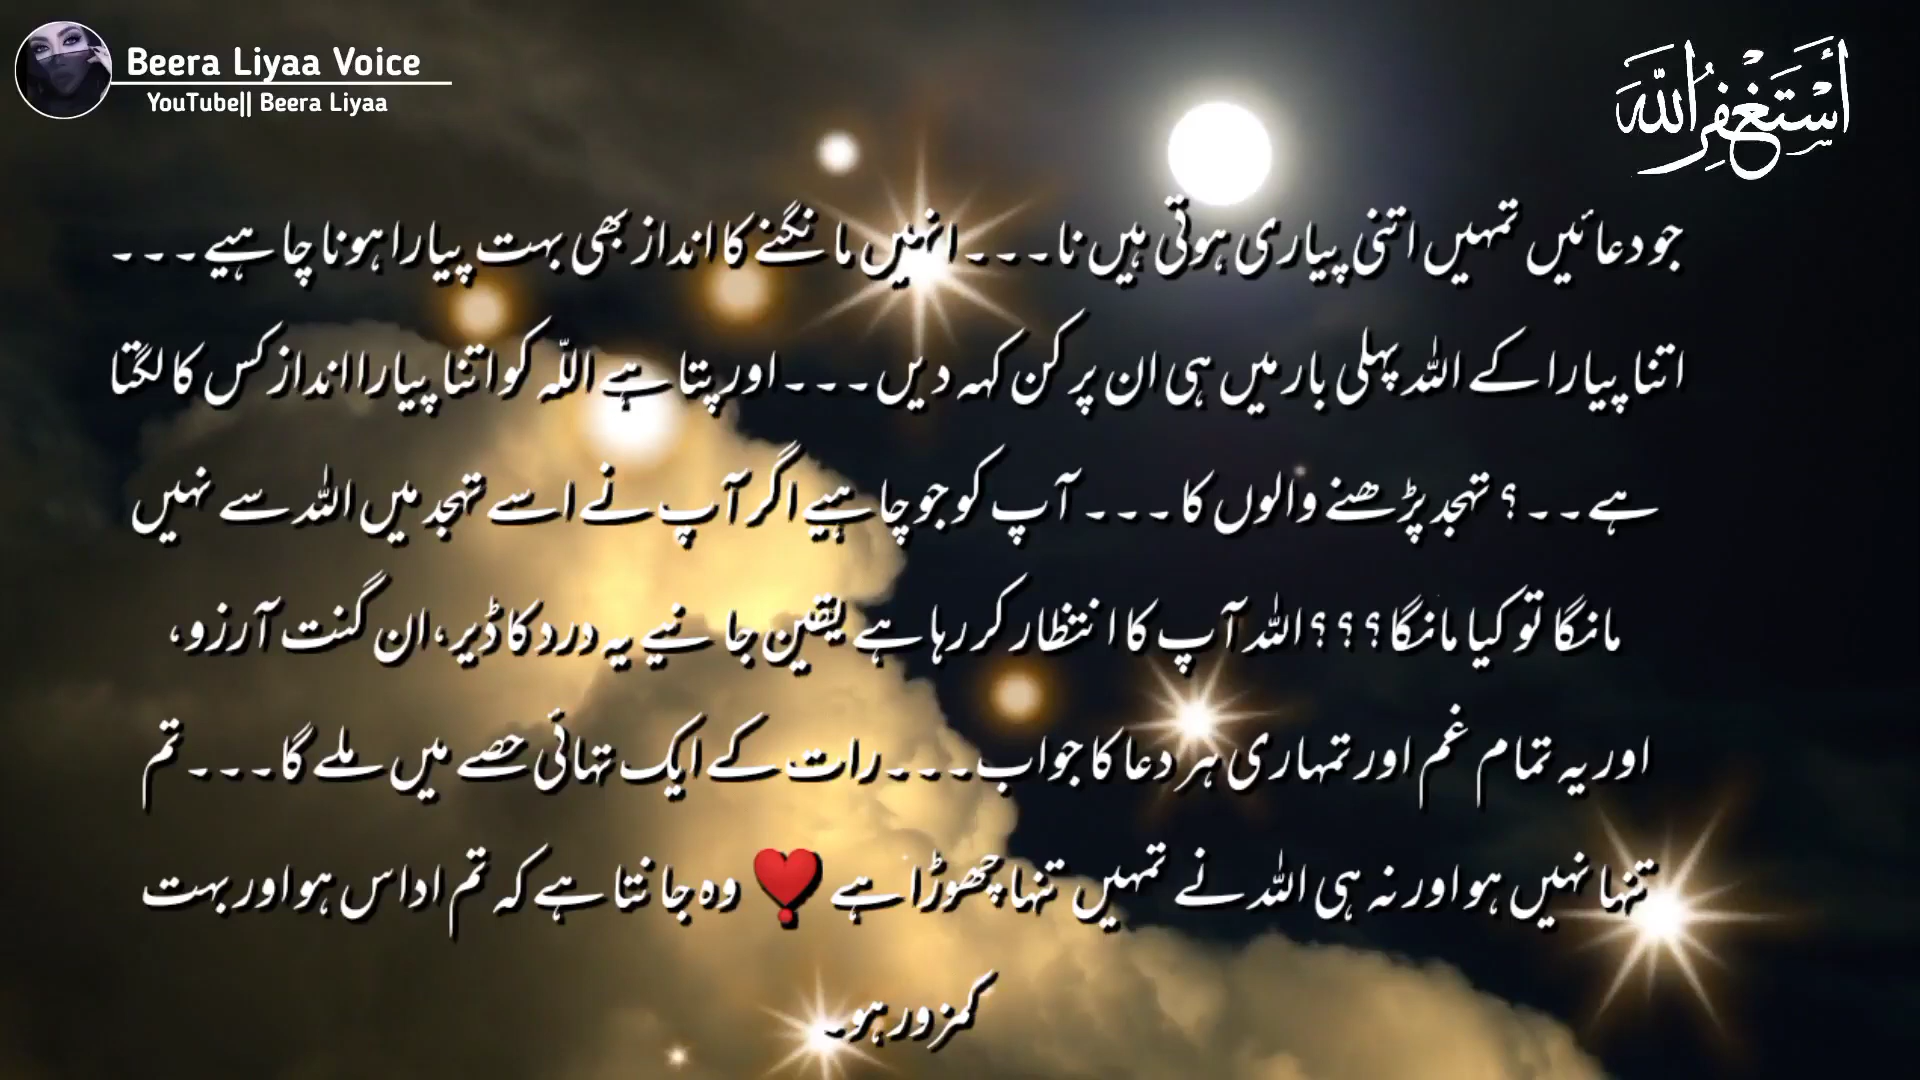 Beera Liyaa Voice
YouTube|| Beera Liyaa
أَسْتَغْفِرُ اللّٰهَ
جو دعائیں تمہیں اتنی پیاری ہوتی ہیں نا۔۔۔ انہیں مانگنے کا انداز بھی بہت پیارا ہونا چاہیے۔۔۔
اتنا پیارا کے اللہ پہلی بار میں ہی ان پر کن کہہ دیں۔۔۔ اور پتا ہے اللّہ کو اتنا پیارا انداز کس کا لگتا
ہے۔۔؟ تہجد پڑھنے والوں کا۔۔۔ آپ کو جو چاہیے اگر آپ نے اسے تہجد میں اللہ سے نہیں
مانگا تو کیا مانگا؟؟؟ اللہ آپ کا انتظار کر رہا ہے یقین جانیے یہ درد کا ڈیر، ان گنت آرزو،
اور یہ تمام غم اور تمہاری ہر دعا کا جواب۔۔۔ رات کے ایک تہائی حصے میں ملے گا۔۔۔ تم
تنہا نہیں ہو اور نہ ہی اللہ نے تمہیں تنہا چھوڑا ہے ❣️ وہ جانتا ہے کہ تم اداس ہو اور بہت
کمزور ہو۔